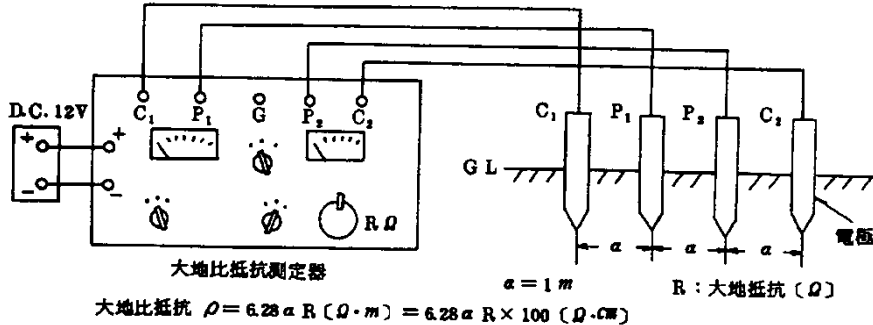 D.C. 12V
+ −
C₁ P₁ G P₂ C₂
+ −
RΩ
大地比抵抗測定器
C₁ P₁ P₂ C₂
GL
電極
a a a
a = 1 m
R:大地抵抗〔Ω〕
大地比抵抗 ρ = 6.28 a R〔Ω·m〕= 6.28 a R × 100〔Ω·cm〕